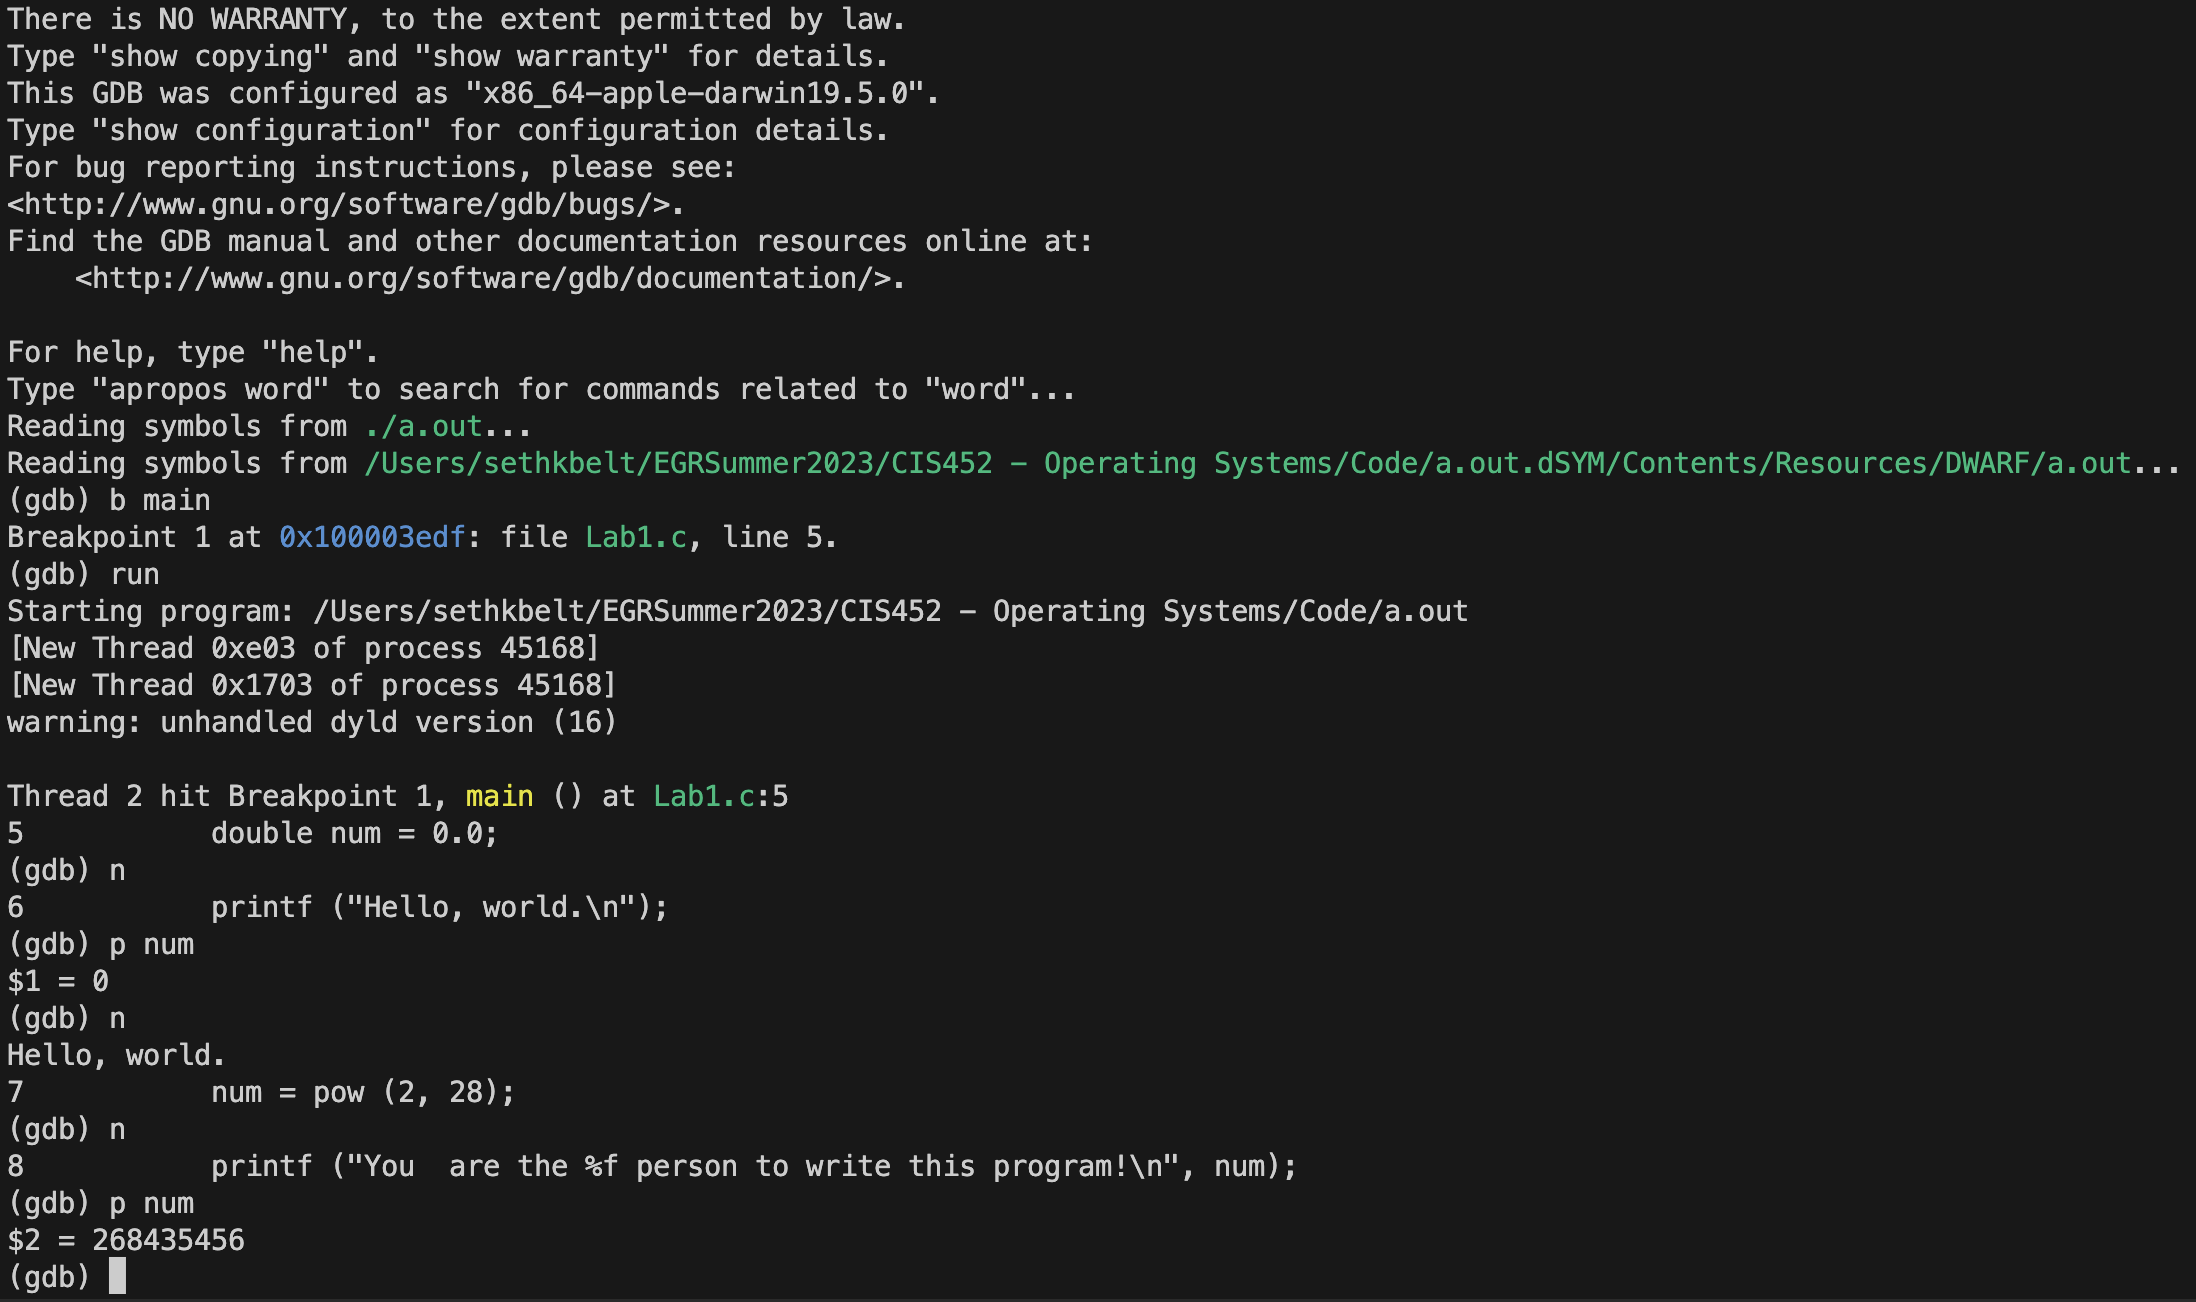 There is NO WARRANTY, to the extent permitted by law.
Type "show copying" and "show warranty" for details.
This GDB was configured as "x86_64-apple-darwin19.5.0".
Type "show configuration" for configuration details.
For bug reporting instructions, please see:
<http://www.gnu.org/software/gdb/bugs/>.
Find the GDB manual and other documentation resources online at:
    <http://www.gnu.org/software/gdb/documentation/>.

For help, type "help".
Type "apropos word" to search for commands related to "word"...
Reading symbols from ./a.out...
Reading symbols from /Users/sethkbelt/EGRSummer2023/CIS452 - Operating Systems/Code/a.out.dSYM/Contents/Resources/DWARF/a.out...
(gdb) b main
Breakpoint 1 at 0x100003edf: file Lab1.c, line 5.
(gdb) run
Starting program: /Users/sethkbelt/EGRSummer2023/CIS452 - Operating Systems/Code/a.out
[New Thread 0xe03 of process 45168]
[New Thread 0x1703 of process 45168]
warning: unhandled dyld version (16)

Thread 2 hit Breakpoint 1, main () at Lab1.c:5
5           double num = 0.0;
(gdb) n
6           printf ("Hello, world.\n");
(gdb) p num
$1 = 0
(gdb) n
Hello, world.
7           num = pow (2, 28);
(gdb) n
8           printf ("You  are the %f person to write this program!\n", num);
(gdb) p num
$2 = 268435456
(gdb)